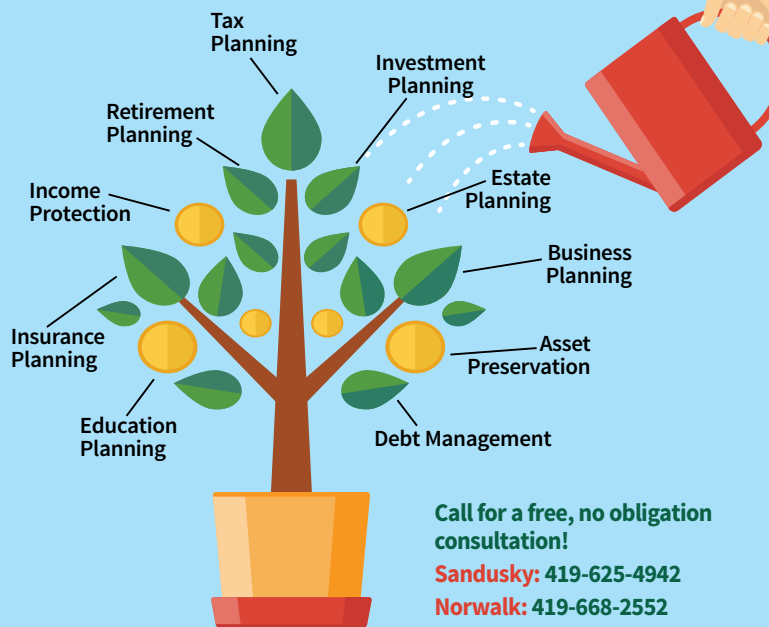 Tax
Planning
Investment
Planning
Retirement
Planning
Income
Protection
Estate
Planning
Business
Planning
Insurance
Planning
Asset
Preservation
Education
Planning
Debt Management
Call for a free, no obligation
consultation!
Sandusky: 419-625-4942
Norwalk: 419-668-2552